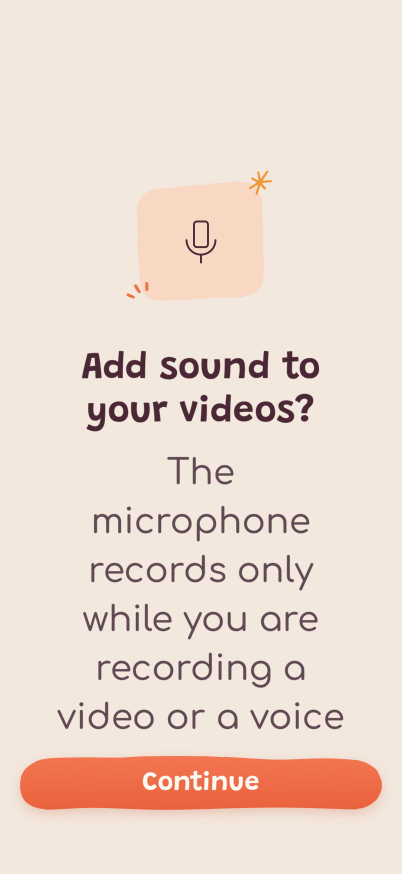 Add sound to
your videos?
The
microphone
records only
while you are
recording a
video or a voice
Continue